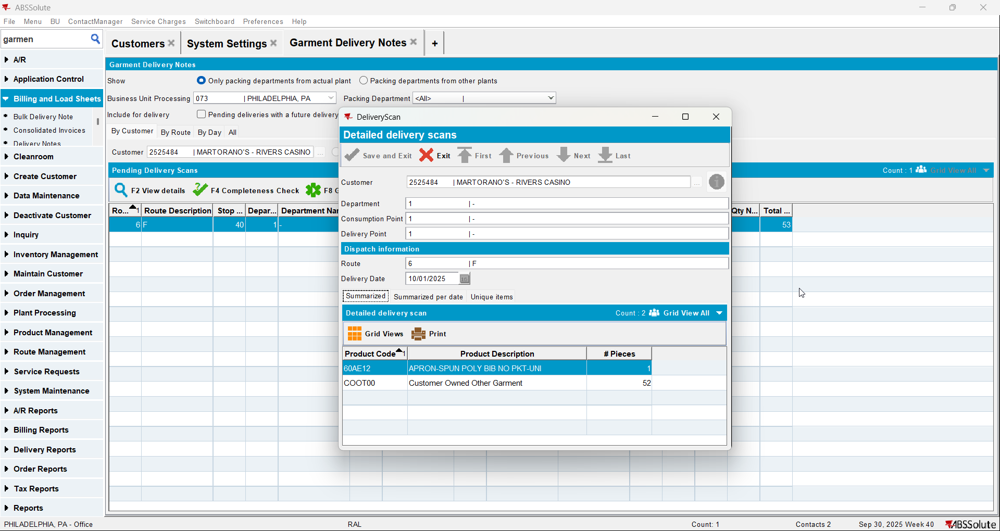 ABSSolute
File Menu BU ContactManager Service Charges Switchboard Preferences Help
garmen
Customers
System Settings
Garment Delivery Notes
+
A/R
Application Control
Billing and Load Sheets
Bulk Delivery Note
Consolidated Invoices
Delivery Notes
Cleanroom
Create Customer
Data Maintenance
Deactivate Customer
Inquiry
Inventory Management
Maintain Customer
Order Management
Plant Processing
Product Management
Route Management
Service Requests
System Maintenance
A/R Reports
Billing Reports
Delivery Reports
Order Reports
Tax Reports
Reports
Garment Delivery Notes
Show Only packing departments from actual plant Packing departments from other plants
Business Unit Processing 073 | PHILADELPHIA, PA Packing Department <All> |
Include for delivery Pending deliveries with a future delivery
By Customer By Route By Day All
Customer 2525484 | MARTORANO'S - RIVERS CASINO ...
Pending Delivery Scans Count : 1 Grid View All
F2 View details F4 Completeness Check F8 G
Ro... 1 Route Description Stop ... Depar... Department Nar Qty N... Total ...
6 F 40 1 - 53
DeliveryScan
Detailed delivery scans
Save and Exit Exit First Previous Next Last
Customer 2525484 | MARTORANO'S - RIVERS CASINO ...
Department 1 | -
Consumption Point 1 | -
Delivery Point 1 | -
Dispatch information
Route 6 | F
Delivery Date 10/01/2025
Summarized Summarized per date Unique items
Detailed delivery scan Count : 2 Grid View All
Grid Views Print
Product Code 1 Product Description # Pieces
60AE12 APRON-SPUN POLY BIB NO PKT-UNI 1
COOT00 Customer Owned Other Garment 52
PHILADELPHIA, PA - Office RAL Count: 1 Contacts 2 Sep 30, 2025 Week 40 ABSSolute